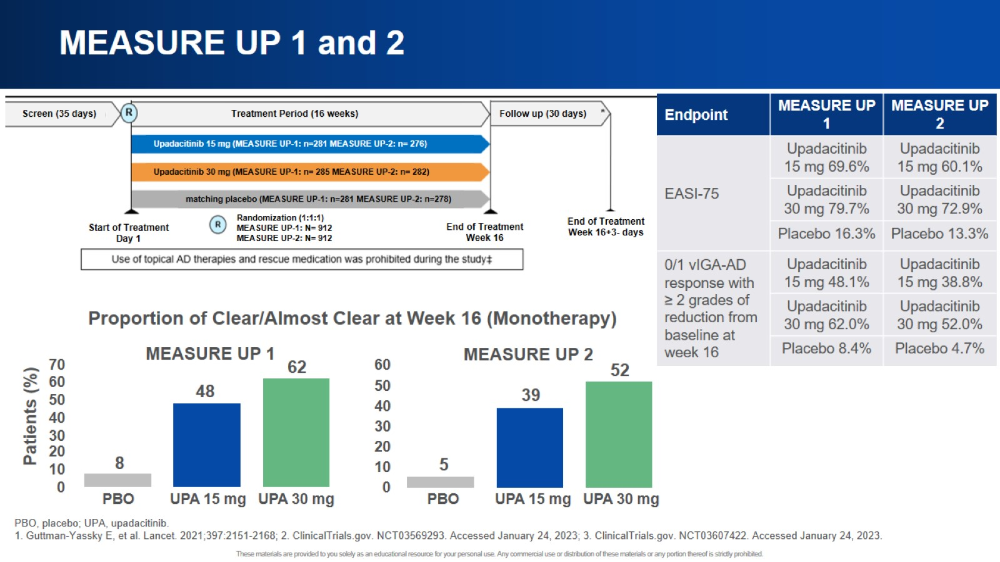 MEASURE UP 1 and 2
Screen (35 days)
R
Treatment Period (16 weeks)
Follow up (30 days)
*
Upadacitinib 15 mg (MEASURE UP-1: n=281 MEASURE UP-2: n= 276)
Upadacitinib 30 mg (MEASURE UP-1: n= 285 MEASURE UP-2: n= 282)
matching placebo (MEASURE UP-1: n=281 MEASURE UP-2: n=278)
Start of Treatment
Day 1
R
Randomization (1:1:1)
MEASURE UP-1: N= 912
MEASURE UP-2: N= 912
End of Treatment
Week 16
End of Treatment
Week 16+3- days
Use of topical AD therapies and rescue medication was prohibited during the study‡
Endpoint
MEASURE UP
1
MEASURE UP
2
EASI-75
Upadacitinib
15 mg 69.6%
Upadacitinib
15 mg 60.1%
Upadacitinib
30 mg 79.7%
Upadacitinib
30 mg 72.9%
Placebo 16.3%
Placebo 13.3%
0/1 vIGA-AD
response with
≥ 2 grades of
reduction from
baseline at
week 16
Upadacitinib
15 mg 48.1%
Upadacitinib
15 mg 38.8%
Upadacitinib
30 mg 62.0%
Upadacitinib
30 mg 52.0%
Placebo 8.4%
Placebo 4.7%
Proportion of Clear/Almost Clear at Week 16 (Monotherapy)
MEASURE UP 1
Patients (%)
70
60
50
40
30
20
10
0
8
48
62
PBO
UPA 15 mg
UPA 30 mg
MEASURE UP 2
60
50
40
30
20
10
0
5
39
52
PBO
UPA 15 mg
UPA 30 mg
PBO, placebo; UPA, upadacitinib.
1. Guttman-Yassky E, et al. Lancet. 2021;397:2151-2168; 2. ClinicalTrials.gov. NCT03569293. Accessed January 24, 2023; 3. ClinicalTrials.gov. NCT03607422. Accessed January 24, 2023.
These materials are provided to you solely as an educational resource for your personal use. Any commercial use or distribution of these materials or any portion thereof is strictly prohibited.